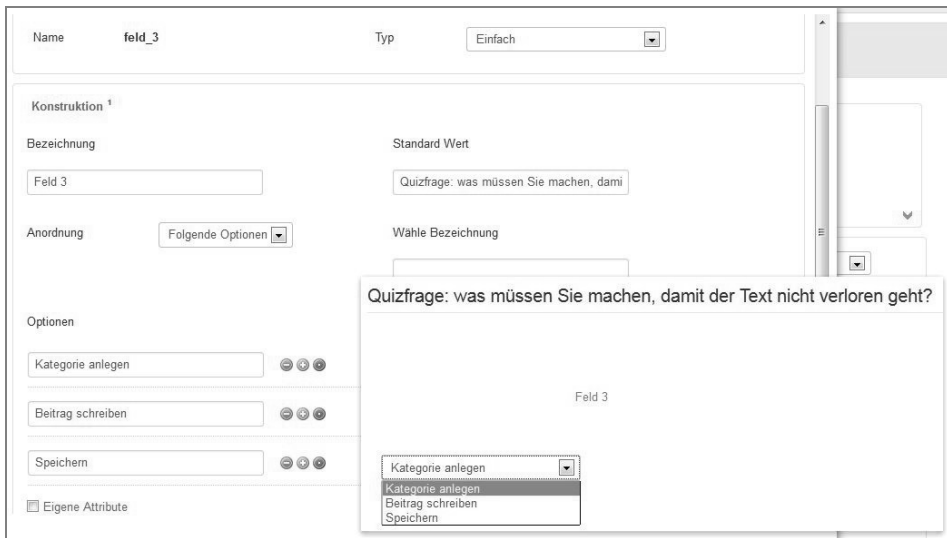 Name feld_3 Typ Einfach
Konstruktion 1
Bezeichnung Standard Wert
Feld 3 Quizfrage: was müssen Sie machen, dami
Anordnung Folgende Optionen Wähle Bezeichnung
Optionen
Kategorie anlegen
Beitrag schreiben
Speichern
Eigene Attribute
Quizfrage: was müssen Sie machen, damit der Text nicht verloren geht?
Feld 3
Kategorie anlegen
Kategorie anlegen
Beitrag schreiben
Speichern